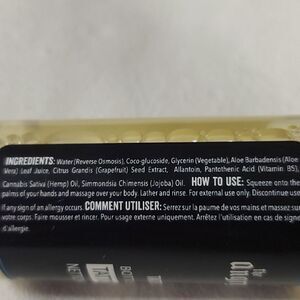 INGREDIENTS: Water (Reverse Osmosis), Coco-glucoside, Glycerin (Vegetable), Aloe Barbadensis (Aloe
Vera) Leaf Juice, Citrus Grandis (Grapefruit) Seed Extract, Allantoin, Pantothenic Acid (Vitamin B5),
Cannabis Sativa (Hemp) Oil, Simmondsia Chinensis (Jojoba) Oil. HOW TO USE: Squeeze onto the
palms of your hands and massage over your body. Lather and rinse. For external use only. Discontinue use
if any sign of an allergy occurs. COMMENT UTILISER: Serrez sur la paume de vos mains et massez sur
votre corps. Faire mousser et rincer. Pour usage externe uniquement. Arrêtez l'utilisation en cas de signe
d'allergie.
the